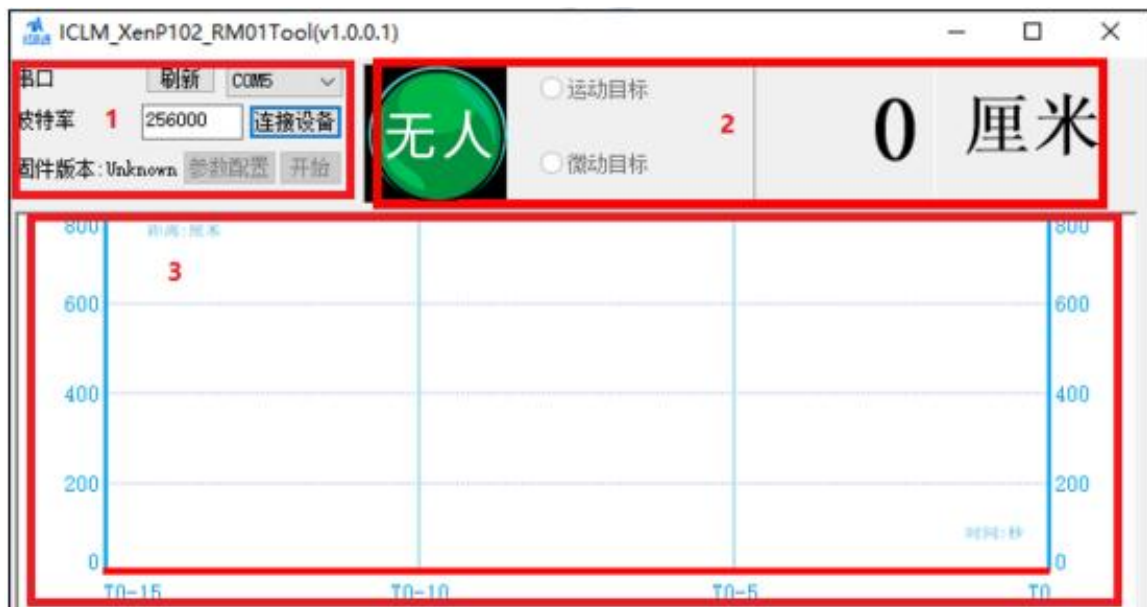 ICLM_XenP102_RM01Tool(v1.0.0.1)
串口 刷新 COM5
波特率 1 256000 连接设备
固件版本:Unknown 参数配置 开始
无人
运动目标
微动目标
2
0 厘米
800 距离:厘米 800
3
600 600
400 400
200 200
时间:秒
0 0
T0-15 T0-10 T0-5 T0